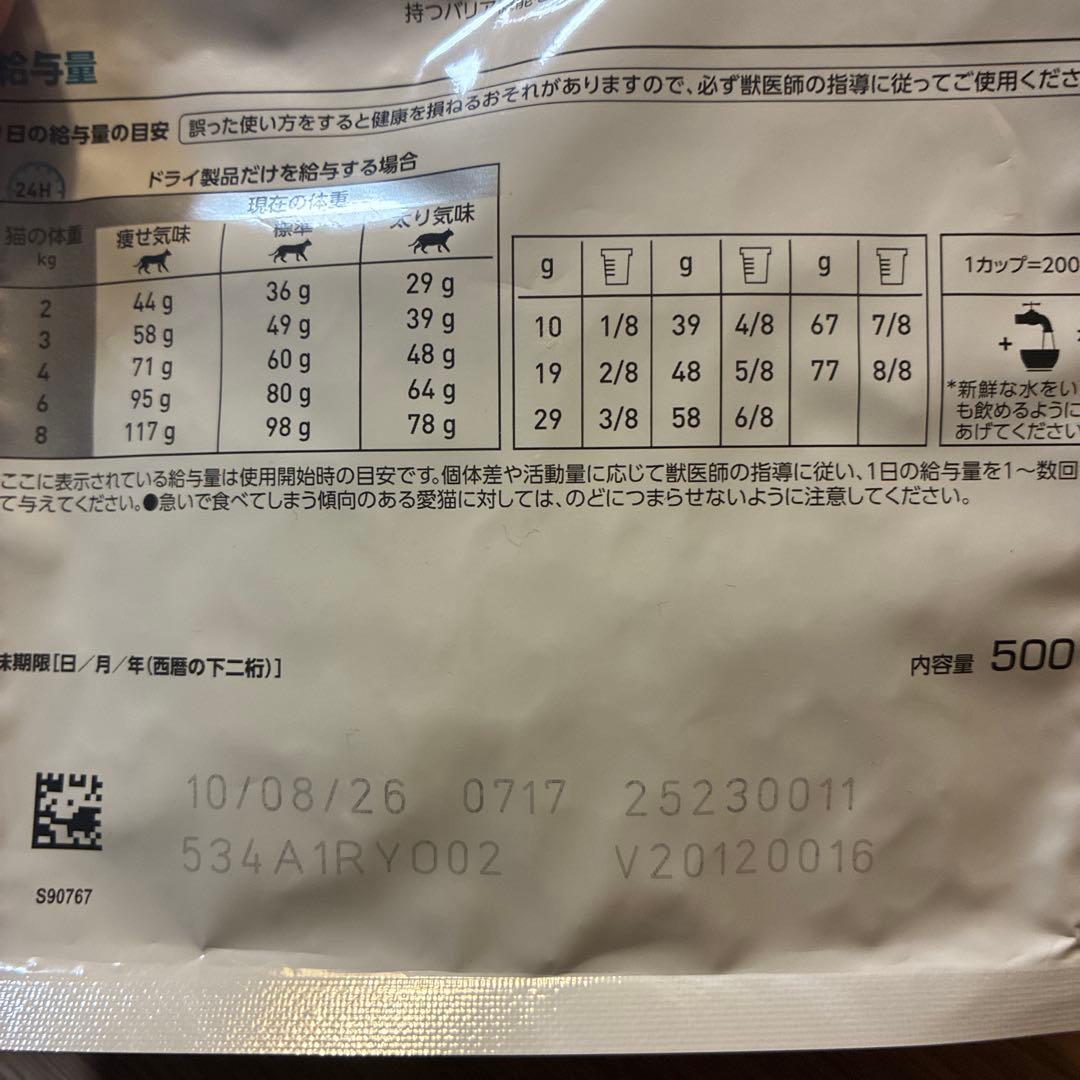 持つバリア
給与量
日の給与量の目安 誤った使い方をすると健康を損ねるおそれがありますので、必ず獣医師の指導に従ってご使用くださ
24H
ドライ製品だけを給与する場合
現在の体重
猫の体重 kg 痩せ気味 標準 太り気味
2 44 g 36 g 29 g
3 58 g 49 g 39 g
4 71 g 60 g 48 g
6 95 g 80 g 64 g
8 117 g 98 g 78 g
g g g
10 1/8 39 4/8 67 7/8
19 2/8 48 5/8 77 8/8
29 3/8 58 6/8
1カップ=200
+
*新鮮な水をい
も飲めるように
あげてください
ここに表示されている給与量は使用開始時の目安です。個体差や活動量に応じて獣医師の指導に従い、1日の給与量を1～数回
て与えてください。●急いで食べてしまう傾向のある愛猫に対しては、のどにつまらせないように注意してください。
味期限[日/月/年(西暦の下二桁)]
内容量 500
10/08/26 0717 25230011
534A1RY002 V20120016
S90767